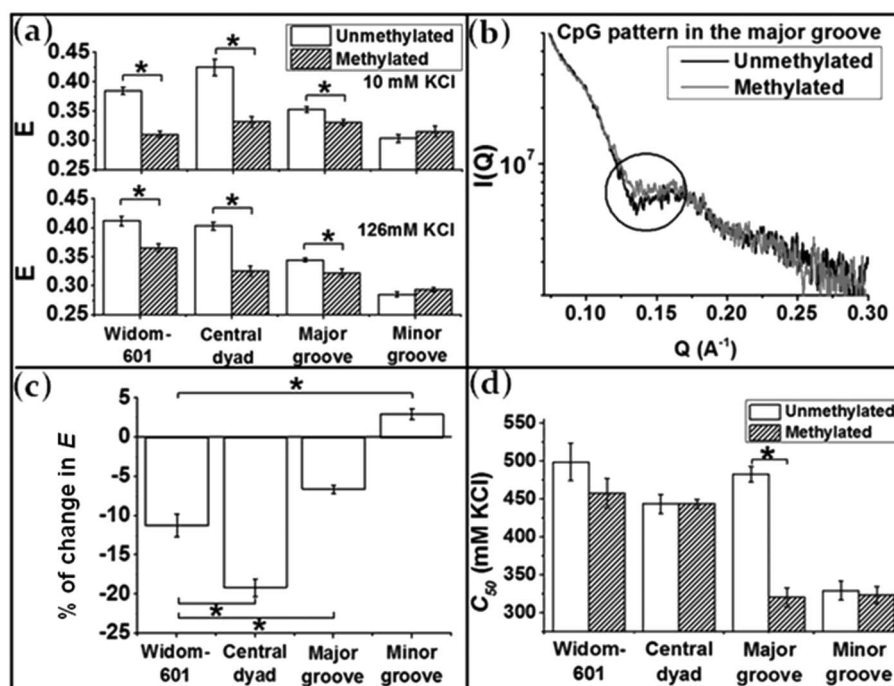 (a)
Unmethylated
Methylated
10 mM KCl
0.45
0.40
0.35
0.30
0.25
E
*
*
*
126mM KCl
0.45
0.40
0.35
0.30
0.25
E
*
*
*
Widom-
601
Central
dyad
Major
groove
Minor
groove
(b)
CpG pattern in the major groove
Unmethylated
Methylated
I(Q)
10⁷
0.10
0.15
0.20
0.25
0.30
Q (A⁻¹)
(c)
% of change in E
5
0
-5
-10
-15
-20
-25
*
*
*
Widom-
601
Central
dyad
Major
groove
Minor
groove
(d)
Unmethylated
Methylated
C₅₀ (mM KCl)
550
500
450
400
350
300
*
Widom-
601
Central
dyad
Major
groove
Minor
groove